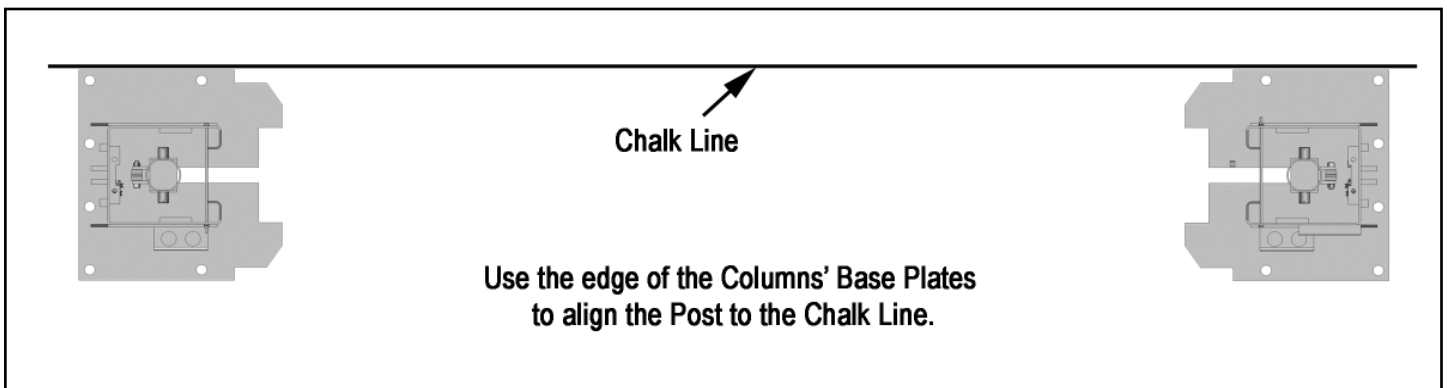 Chalk Line
Use the edge of the Columns’ Base Plates
to align the Post to the Chalk Line.